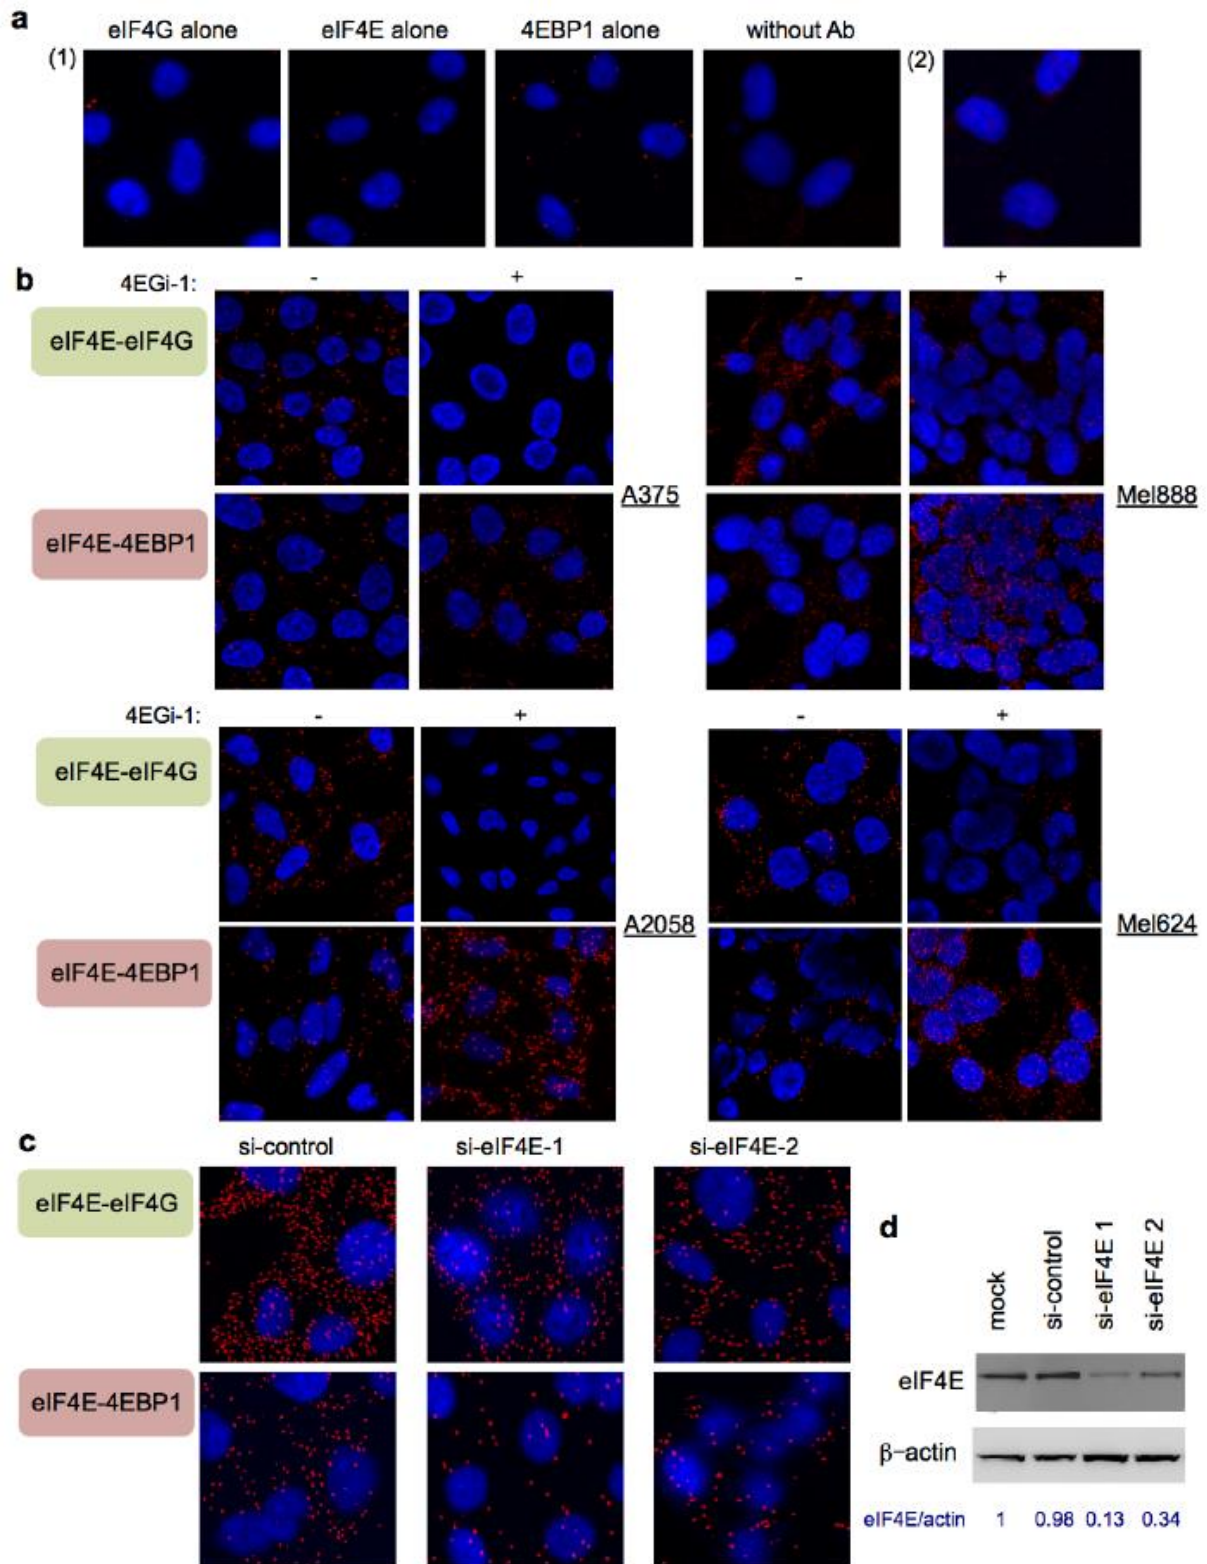 a
eIF4G alone eIF4E alone 4EBP1 alone without Ab
(1) (2)
b
4EGi-1: - + - +
eIF4E-eIF4G
A375 Mel888
eIF4E-4EBP1
4EGi-1: - + - +
eIF4E-eIF4G
A2058 Mel624
eIF4E-4EBP1
c
si-control si-eIF4E-1 si-eIF4E-2
eIF4E-eIF4G
eIF4E-4EBP1
d
mock si-control si-eIF4E 1 si-eIF4E 2
eIF4E
β-actin
eIF4E/actin 1 0.98 0.13 0.34